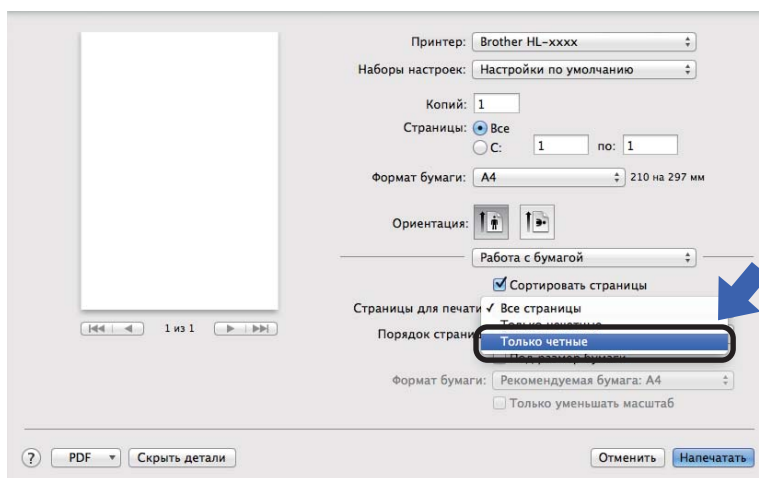 Принтер: Brother HL-xxxx
Наборы настроек: Настройки по умолчанию
Копий: 1
Страницы: Все
С: 1 по: 1
Формат бумаги: A4 210 на 297 мм
Ориентация:
Работа с бумагой
Сортировать страницы
Страницы для печати ✓ Все страницы
Порядок страни
Только четные
Формат бумаги: Рекомендуемая бумага: A4
Только уменьшать масштаб
1 из 1
? PDF Скрыть детали Отменить Напечатать